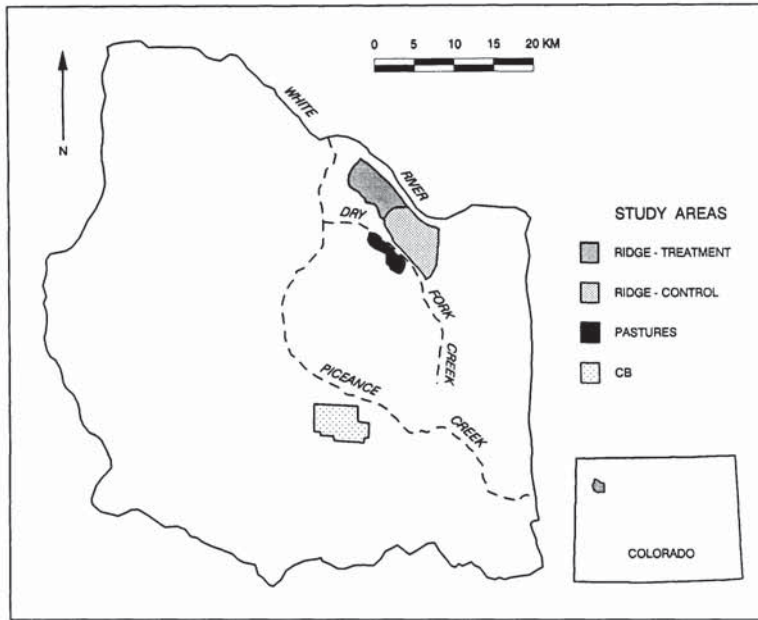 0 5 10 15 20 KM
N
WHITE
RIVER
DRY
FORK
CREEK
PICEANCE
CREEK
STUDY AREAS
RIDGE - TREATMENT
RIDGE - CONTROL
PASTURES
CB
COLORADO